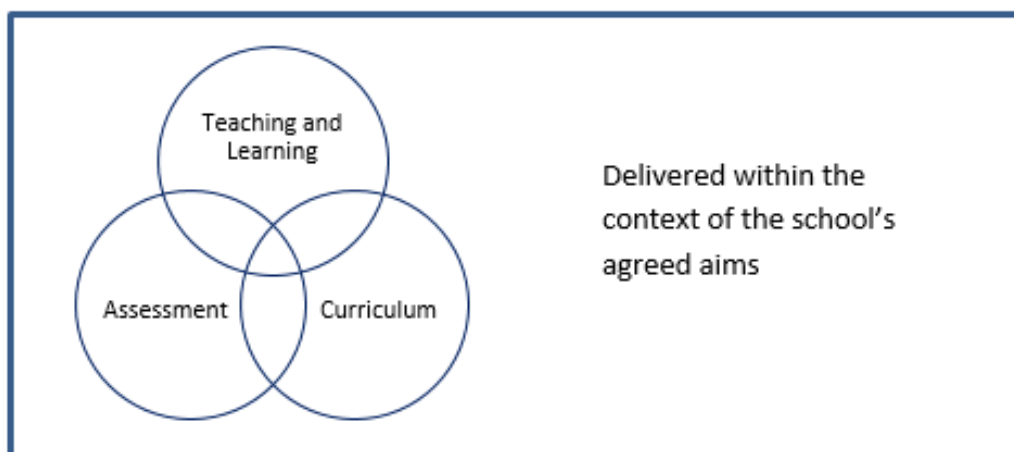 Teaching and
Learning
Assessment
Curriculum
Delivered within the
context of the school’s
agreed aims